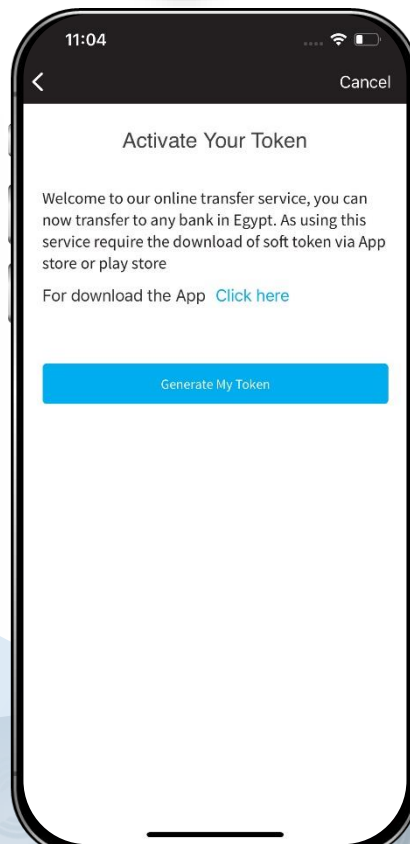 11:04
Cancel
Activate Your Token
Welcome to our online transfer service, you can
now transfer to any bank in Egypt. As using this
service require the download of soft token via App
store or play store
For download the App Click here
Generate My Token